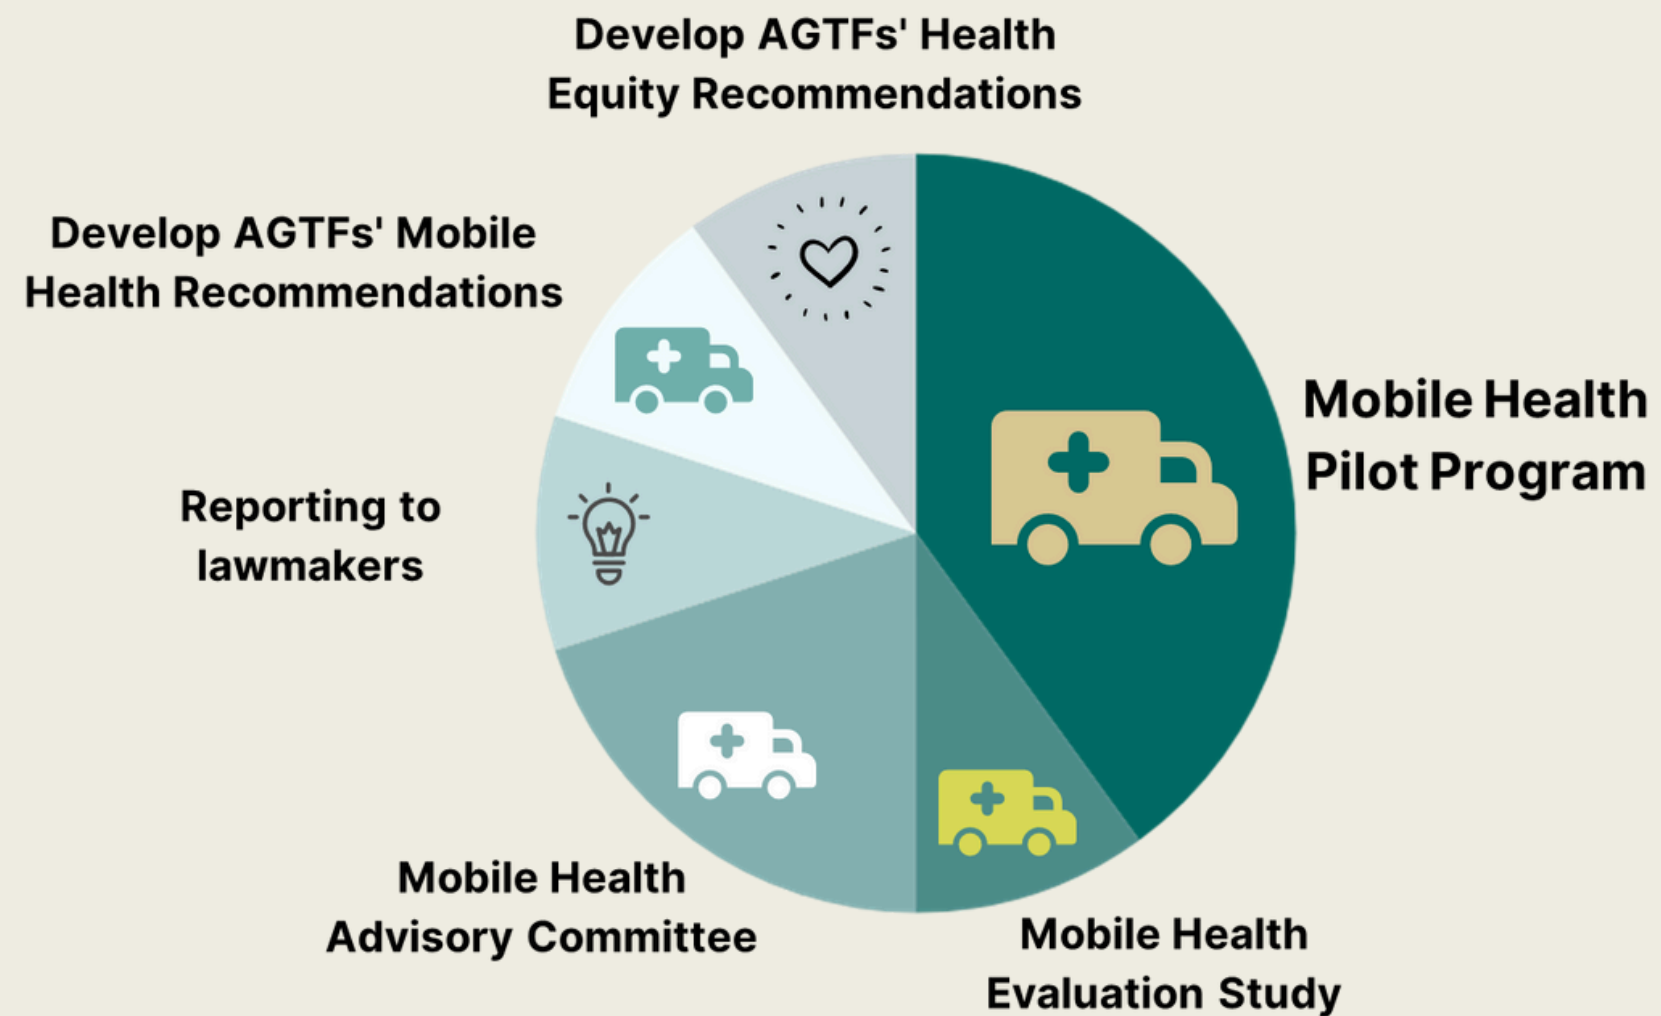 Develop AGTFs' Health
Equity Recommendations
Develop AGTFs' Mobile
Health Recommendations
Mobile Health
Pilot Program
Reporting to
lawmakers
Mobile Health
Advisory Committee
Mobile Health
Evaluation Study